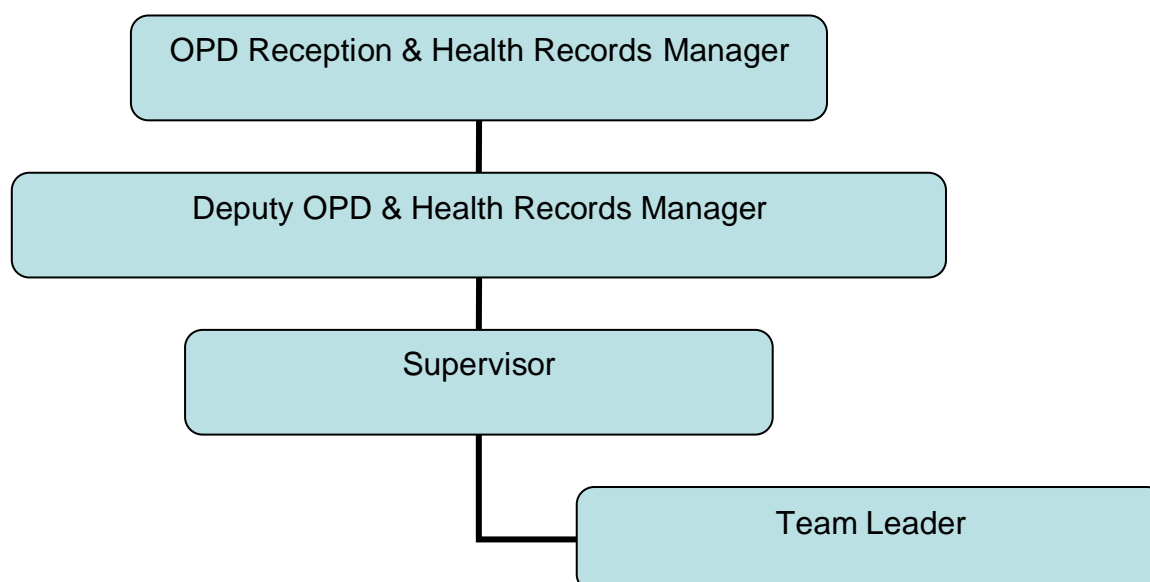 OPD Reception & Health Records Manager
Deputy OPD & Health Records Manager
Supervisor
Team Leader